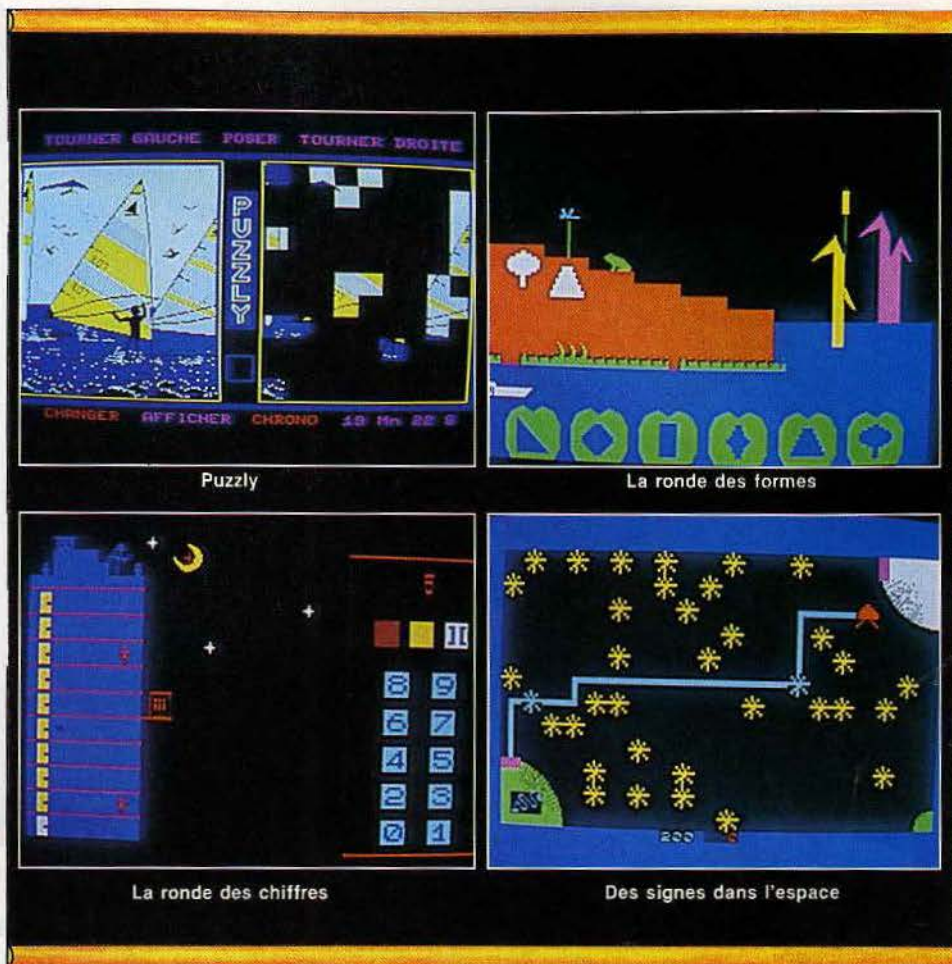 TOURNER GAUCHE POSER TOURNER DROITE
PUZZLY
CHANGER AFFICHER CHRONO 19 Mn 22 S
Puzzly
La ronde des formes
8 9
6 7
4 5
2 3
0 1
La ronde des chiffres
200
Des signes dans l'espace